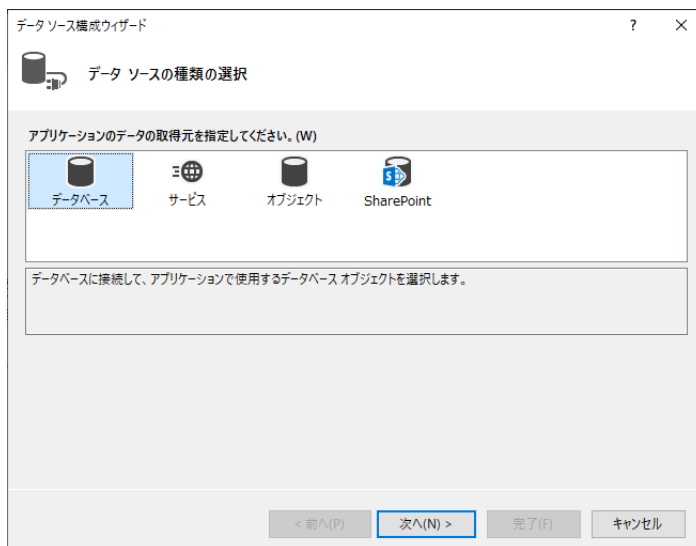 データ ソース構成ウィザード
?
データ ソースの種類の選択
アプリケーションのデータの取得元を指定してください。(W)
データベース
サービス
オブジェクト
SharePoint
データベースに接続して、アプリケーションで使用するデータベース オブジェクトを選択します。
< 前へ(P)
次へ(N) >
完了(F)
キャンセル